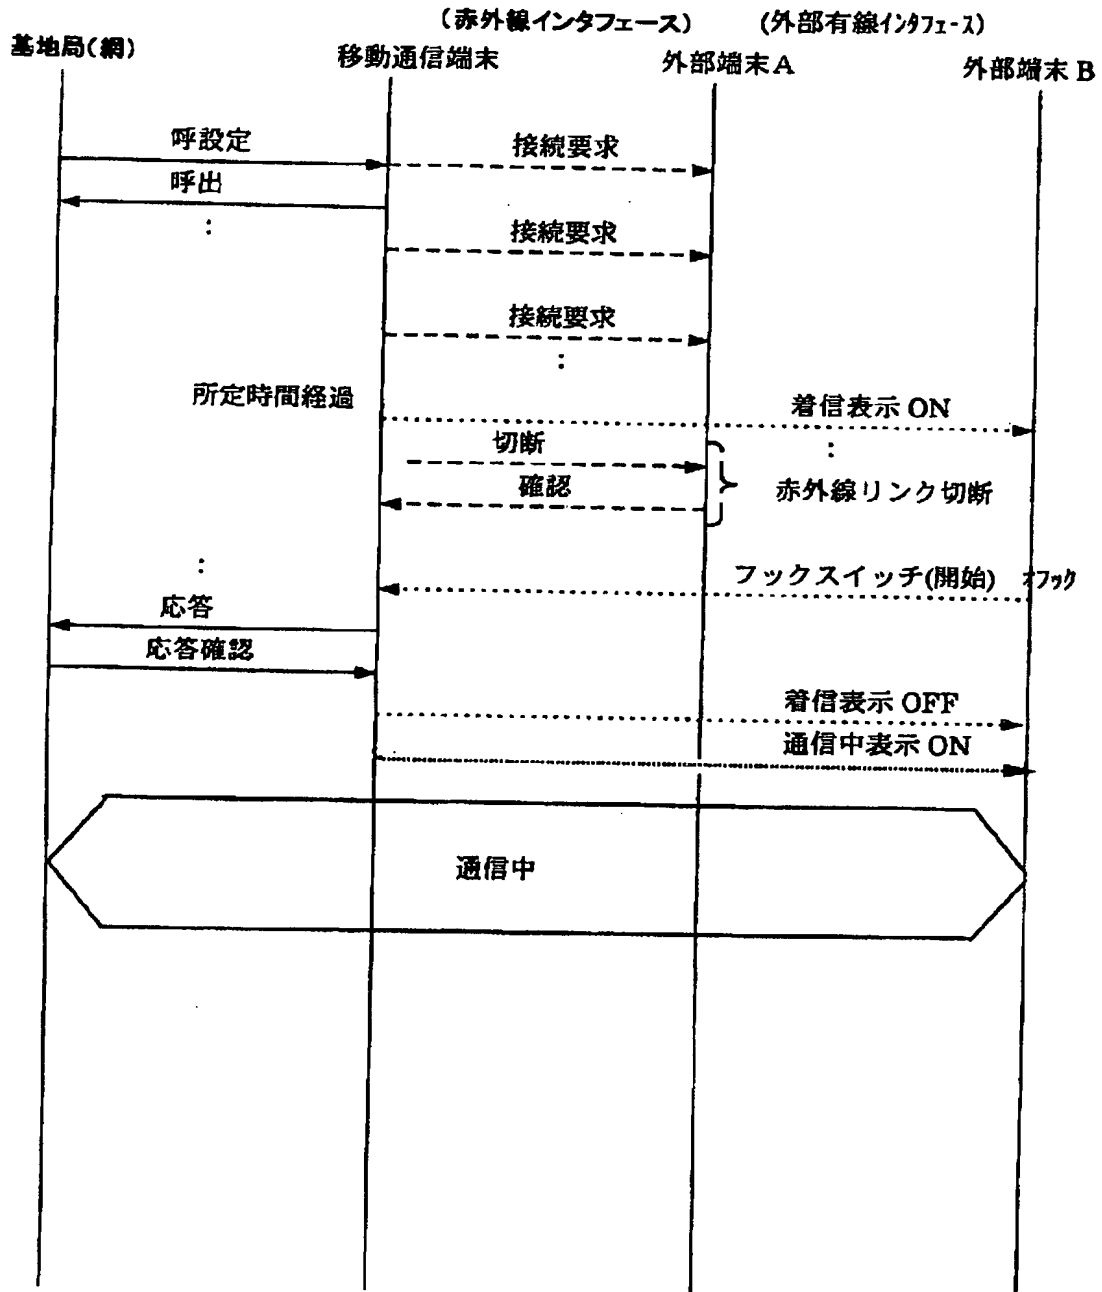 (赤外線インタフェース) (外部有線インタフェース)
基地局(網) 移動通信端末 外部端末A 外部端末B
呼設定 接続要求
呼出
:
接続要求
接続要求
:
所定時間経過
着信表示 ON
:
切断
確認
赤外線リンク切断
:
フックスイッチ(開始) オフック
応答
応答確認
着信表示 OFF
通信中表示 ON
通信中